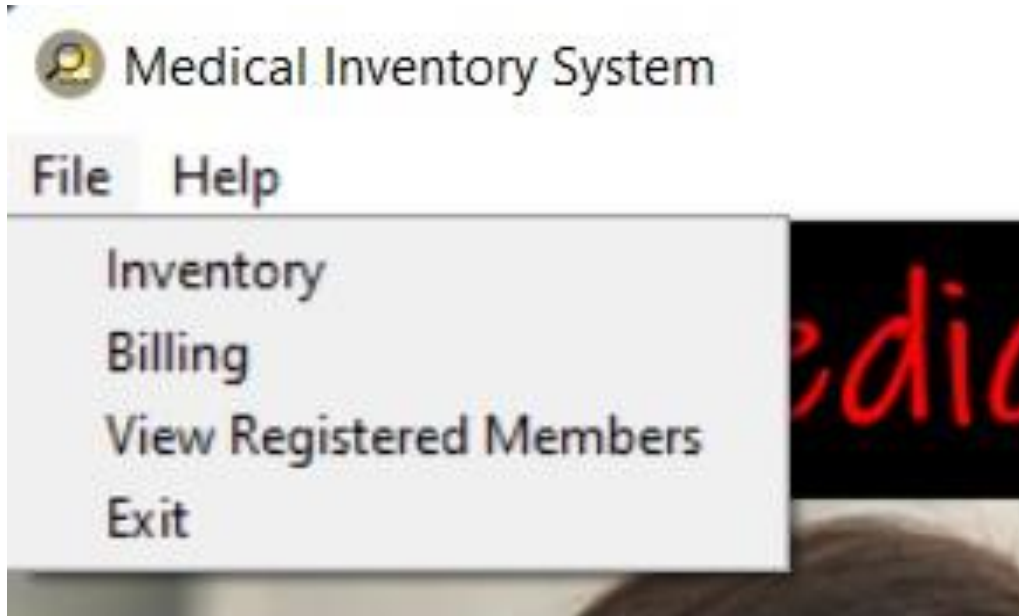 Medical Inventory System
File Help
Inventory
Billing
View Registered Members
Exit